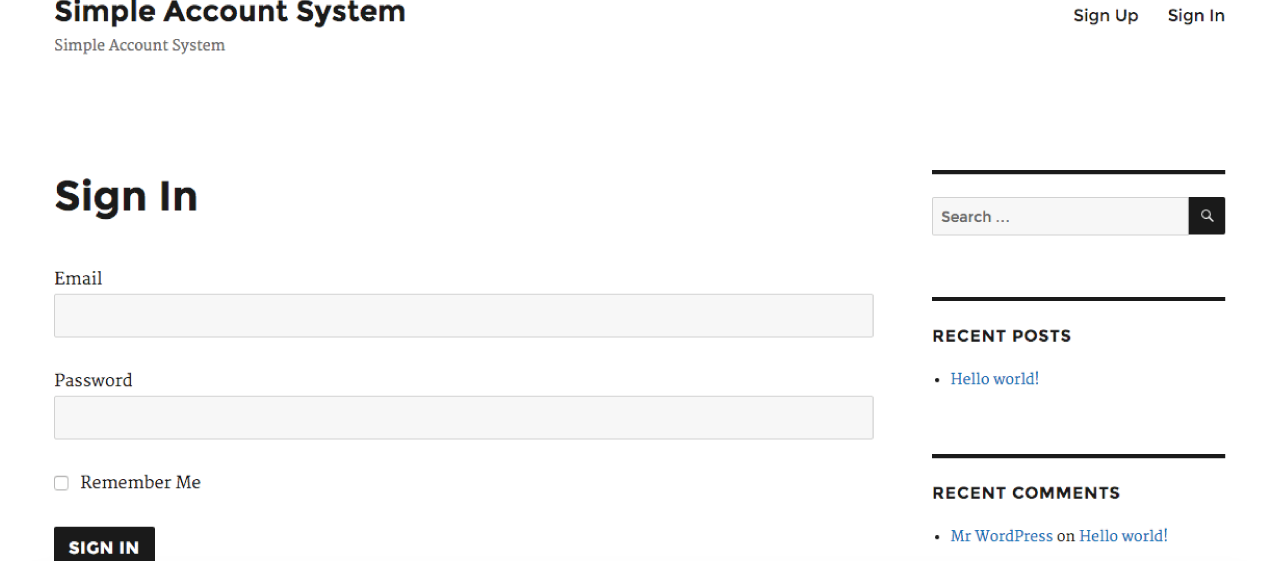 Simple Account System
Simple Account System
Sign Up Sign In
Sign In
Email
Password
Remember Me
SIGN IN
Search ...
RECENT POSTS
Hello world!
RECENT COMMENTS
Mr WordPress on Hello world!